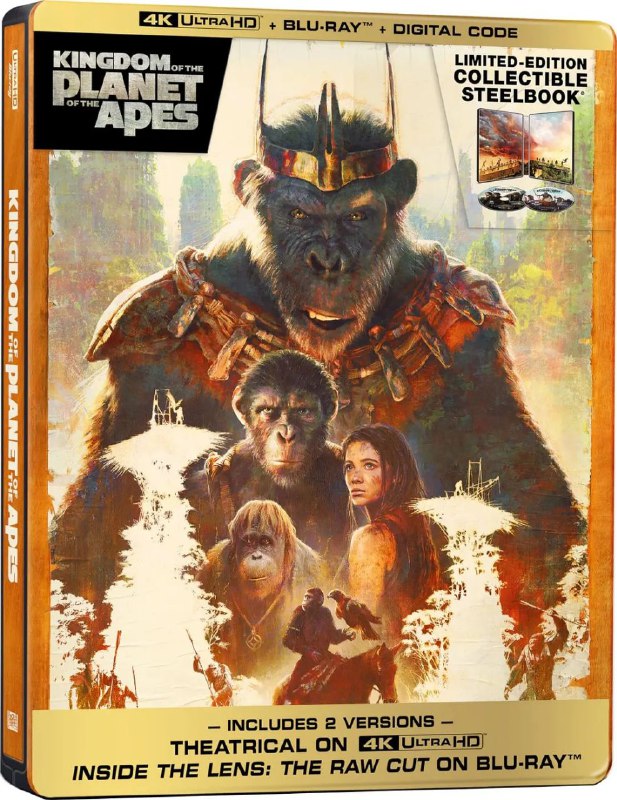 4K ULTRA HD + BLU-RAY™ + DIGITAL CODE
KINGDOM OF THE
PLANET
OF THE APES
LIMITED-EDITION
COLLECTIBLE
STEELBOOK®
KINGDOM OF THE PLANET OF THE APES
– INCLUDES 2 VERSIONS –
THEATRICAL ON 4K ULTRA HD™
INSIDE THE LENS: THE RAW CUT ON BLU-RAY™